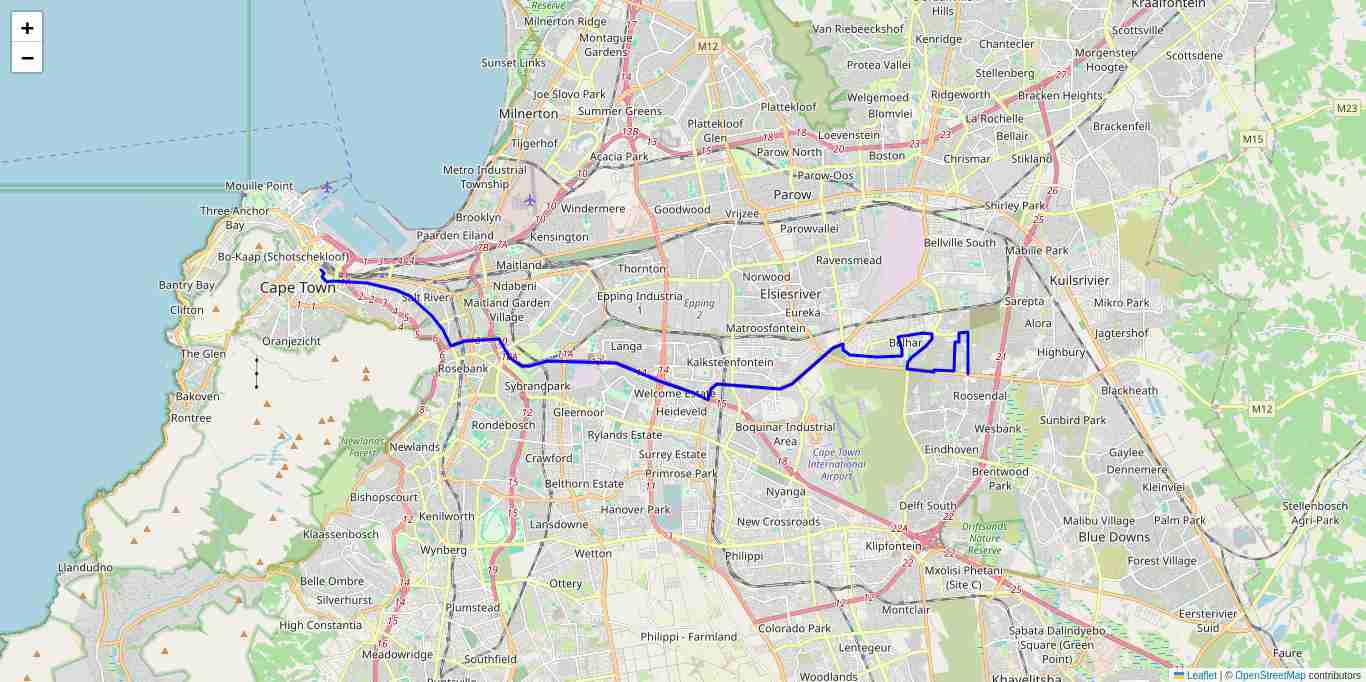 +
−
Reserve
Milnerton Ridge
Montague
Gardens
Sunset Links
Joe Slovo Park
Milnerton
Summer Greens
Tijgerhof
Acacia Park
Metro Industrial
Township
M12
Van Riebeeckshof
Hills
Kenridge
Chantecler
Kraaifontein
Scottsville
Morgenster
Hoogte
Scottsdene
Protea Vallei
Stellenberg
Welgemoed
Ridgeworth
Bracken Heights
Plattekloof
Blomvlei
La Rochelle
M23
Plattekloof
Glen
Loevenstein
Bellair
Brackenfell
M15
Parow North
Boston
Chrismar
Stikland
Parow-Oos
Parow
Mouille Point
Three Anchor
Bay
Brooklyn
Windermere
Goodwood
Vrijzee
Shirley Park
Paarden Eiland
Kensington
Parowvallei
Bellville South
Mabille Park
Bo-Kaap (Schotschekloof)
Maitland
Thornton
Ravensmead
Kuilsrivier
Bantry Bay
Cape Town
Ndabeni
Norwood
Salt River
Maitland Garden
Village
Epping Industria
1
Epping
2
Elsiesriver
Sarepta
Mikro Park
Clifton
Eureka
Alora
Matroosfontein
Jagtershof
Oranjezicht
Langa
Belhar
The Glen
Highbury
Rosebank
Kalksteenfontein
Sybrandpark
Welcome Estate
Roosendal
Blackheath
Bakoven
Gleemoor
Heideveld
M12
Rontree
Rondebosch
Rylands Estate
Boquinar Industrial
Area
Wesbank
Sunbird Park
Newlands
Forest
Newlands
Crawford
Surrey Estate
Cape Town
International
Airport
Eindhoven
Gaylee
Primrose Park
Brentwood
Park
Dennemere
Belthorn Estate
Nyanga
Kleinvlei
Bishopscourt
Hanover Park
Delft South
Stellenbosch
Agri-Park
Kenilworth
Lansdowne
New Crossroads
Driftsands
Nature
Reserve
Malibu Village
Palm Park
Klaassenbosch
Blue Downs
Wynberg
Wetton
Philippi
Klipfontein
Forest Village
Llandudno
Belle Ombre
Ottery
Mxolisi Phetani
(Site C)
Silverhurst
Plumstead
Montclair
Eersterivier
Suid
High Constantia
Philippi - Farmland
Colorado Park
Sabata Dalindyebo
Square (Green
Point)
Meadowridge
Southfield
Lentegeur
Faure
Woodlands
Khayelitsha
Leaflet | © OpenStreetMap contributors